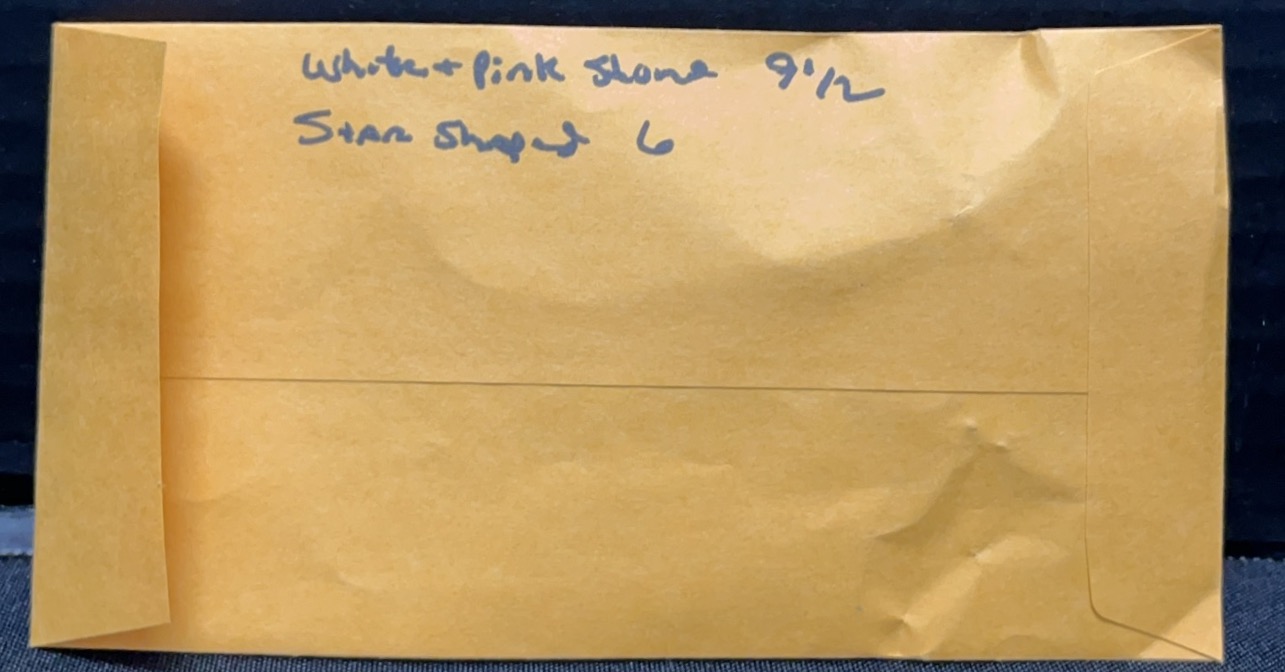 White + Pink Stone 9 1/2
Star Shaped 6